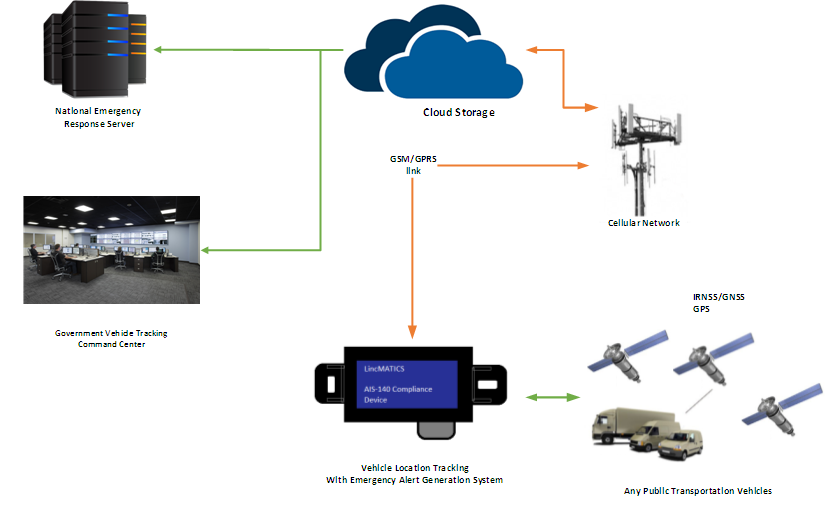 National Emergency
Response Server
Cloud Storage
GSM/GPRS
link
Cellular Network
Government Vehicle Tracking
Command Center
IRNSS/GNSS
GPS
LincMATICS
AIS-140 Compliance
Device
Vehicle Location Tracking
With Emergency Alert Generation System
Any Public Transportation Vehicles